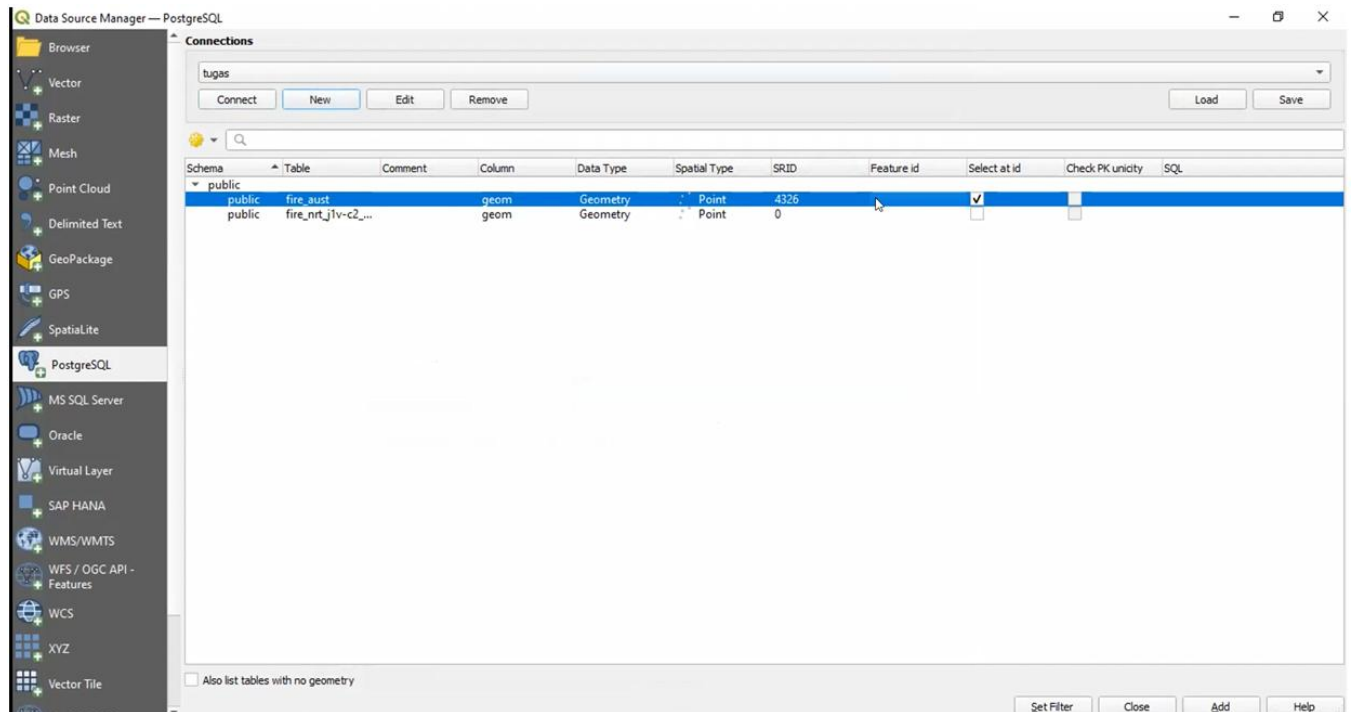 Data Source Manager — PostgreSQL
Browser
Vector
Raster
Mesh
Point Cloud
Delimited Text
GeoPackage
GPS
SpatiaLite
PostgreSQL
MS SQL Server
Oracle
Virtual Layer
SAP HANA
WMS/WMTS
WFS / OGC API -
Features
WCS
XYZ
Vector Tile
Connections
tugas
Connect New Edit Remove Load Save
Schema Table Comment Column Data Type Spatial Type SRID Feature id Select at id Check PK unicity SQL
public
public fire_aust geom Geometry Point 4326
public fire_nrt_j1v-c2_... geom Geometry Point 0
Also list tables with no geometry
Set Filter Close Add Help